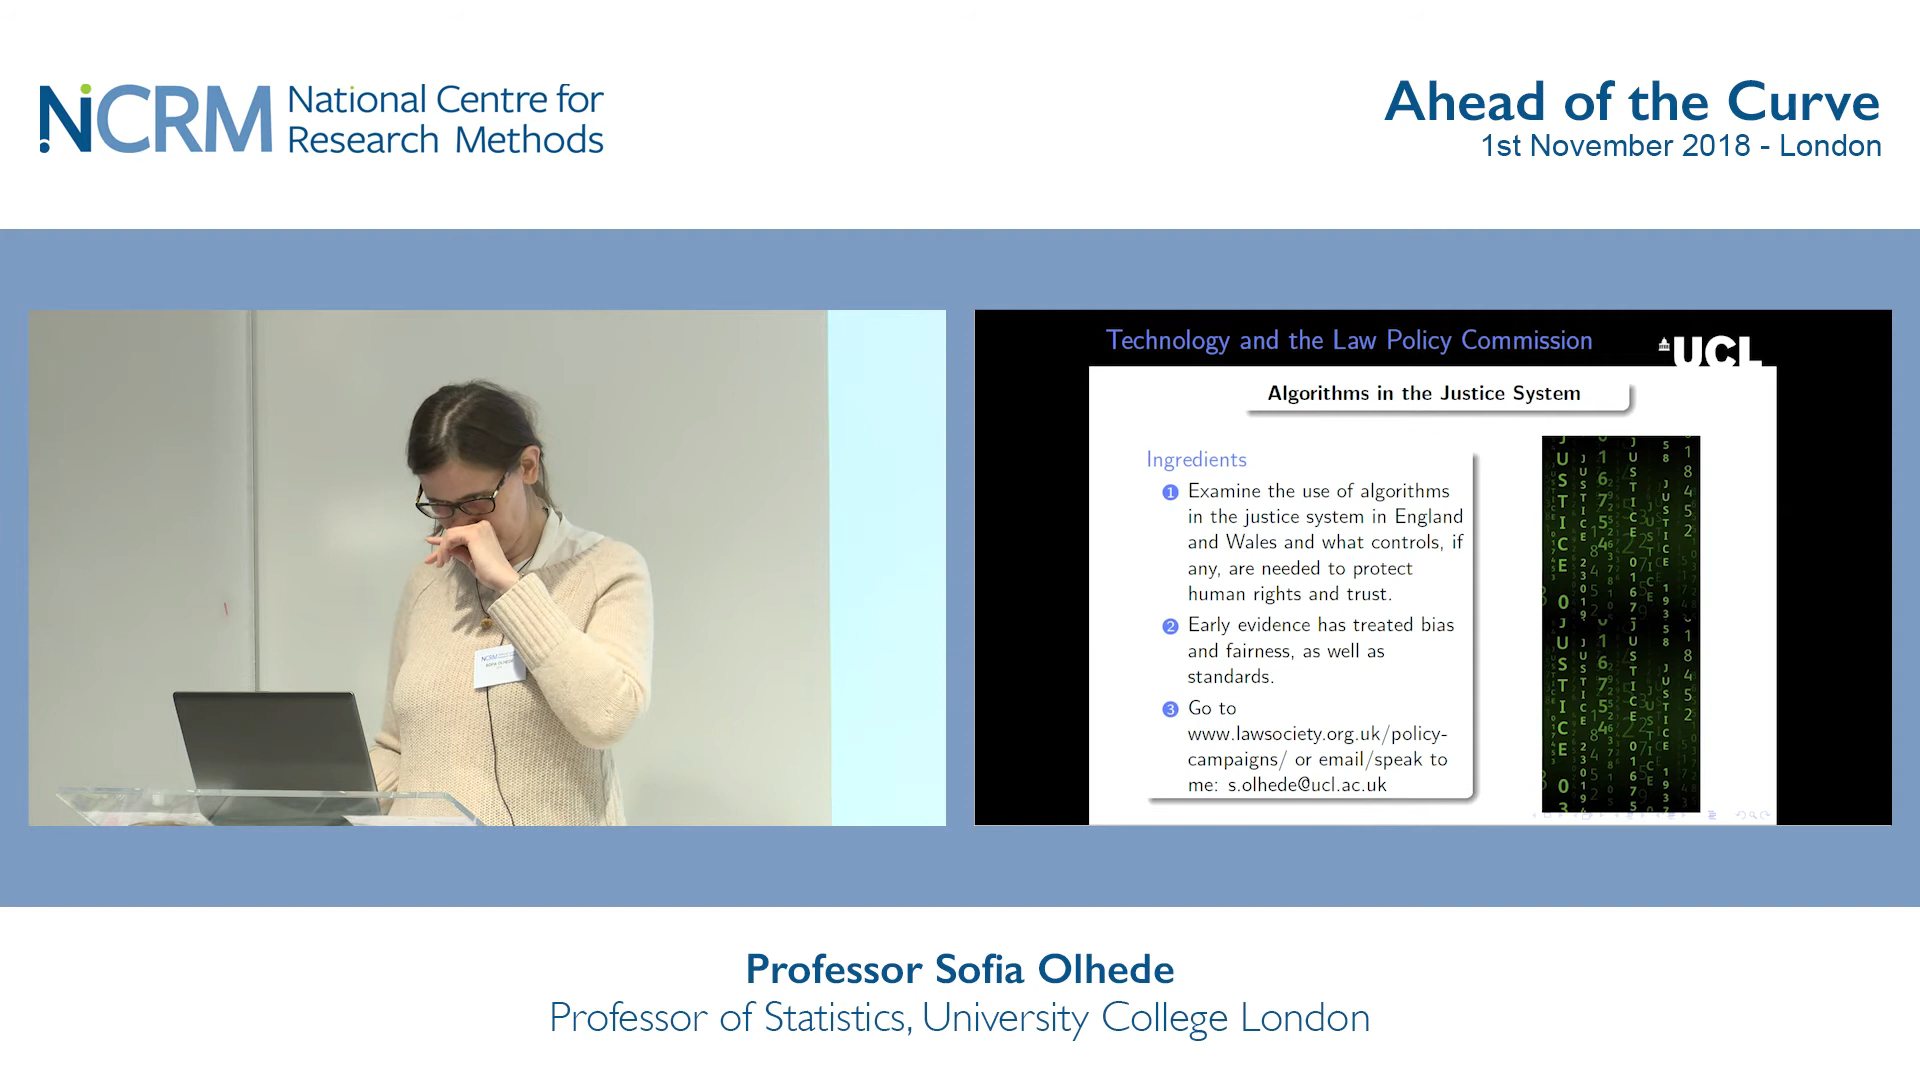 NCRM National Centre for
Research Methods
Ahead of the Curve
1st November 2018 - London
Technology and the Law Policy Commission
UCL
Algorithms in the Justice System
Ingredients
1 Examine the use of algorithms
in the justice system in England
and Wales and what controls, if
any, are needed to protect
human rights and trust.
2 Early evidence has treated bias
and fairness, as well as
standards.
3 Go to
www.lawsociety.org.uk/policy-
campaigns/ or email/speak to
me: s.olhede@ucl.ac.uk
NCRM
SOFIA OLHEDE
Professor Sofia Olhede
Professor of Statistics, University College London